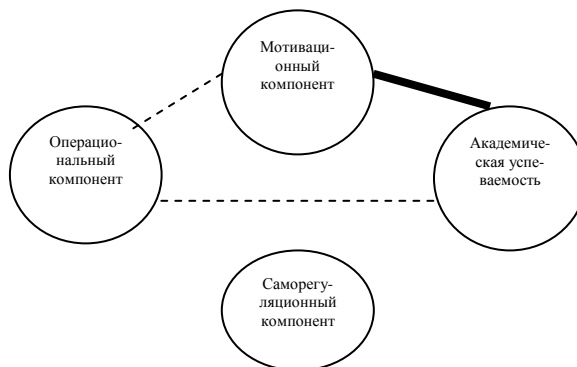 Мотиваци-
онный
компонент
Операцио-
нальный
компонент
Академиче-
ская успе-
ваемость
Саморегу-
ляционный
компонент